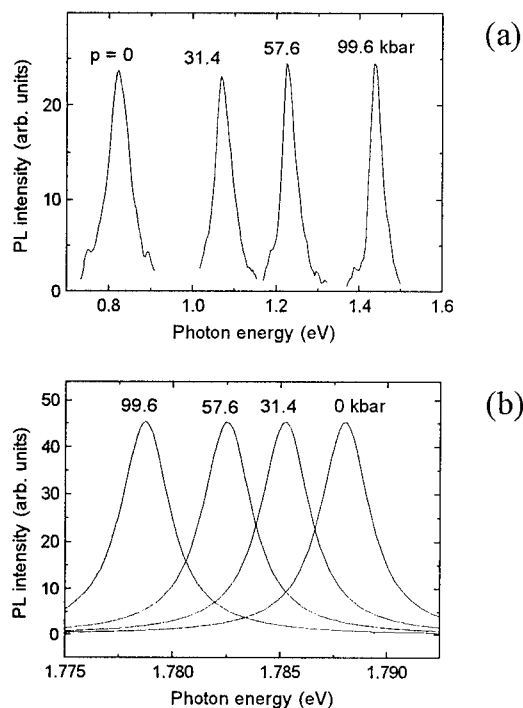 (a)
p = 0 31.4 57.6 99.6 kbar
PL intensity (arb. units)
20
10
0
0.8 1.0 1.2 1.4 1.6
Photon energy (eV)
(b)
99.6 57.6 31.4 0 kbar
PL intensity (arb. units)
50
40
30
20
10
0
1.775 1.780 1.785 1.790
Photon energy (eV)